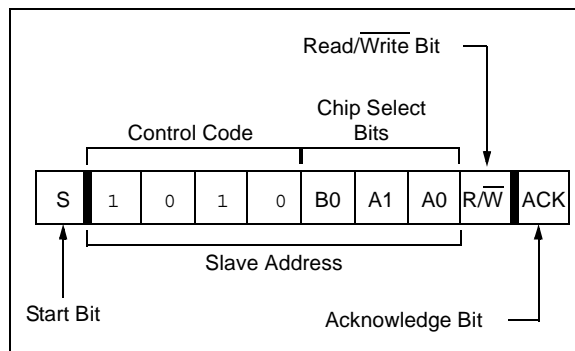 Read/Write Bit
Chip Select
Bits
Control Code
S 1 0 1 0 B0 A1 A0 R/W ACK
Slave Address
Start Bit
Acknowledge Bit